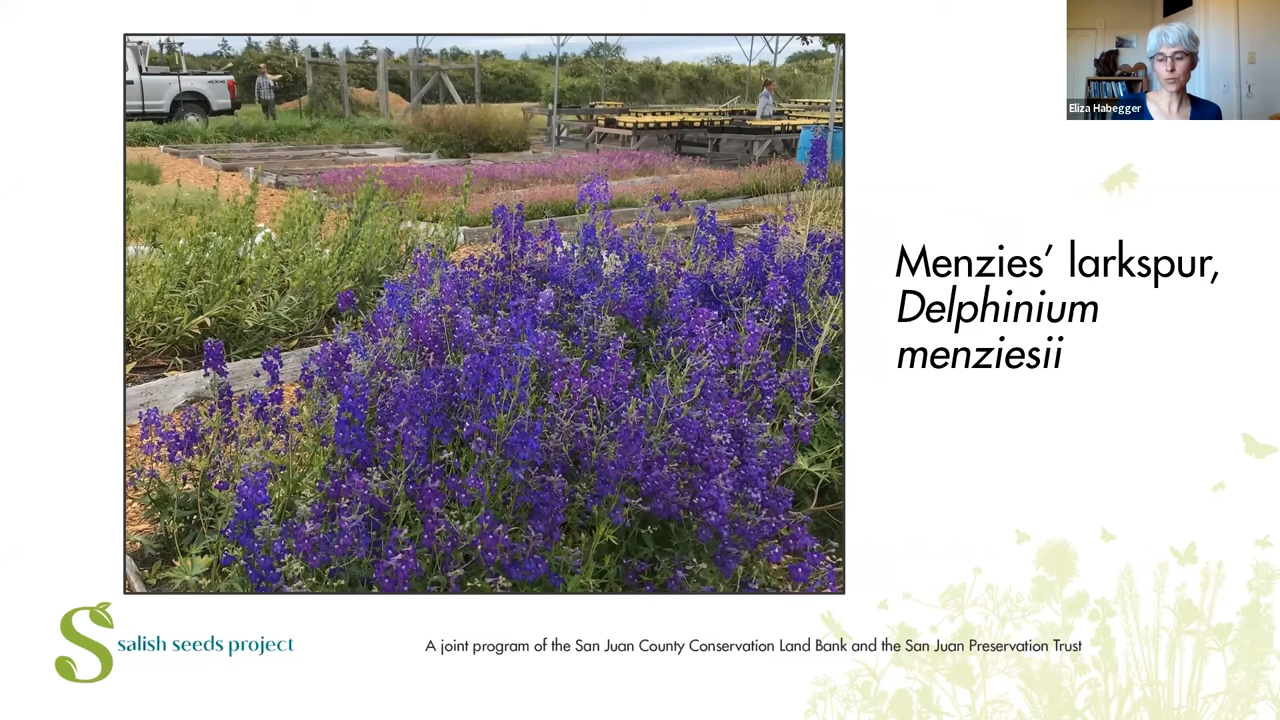 Eliza Habegger
Menzies’ larkspur,
Delphinium
menziesii
salish seeds project
A joint program of the San Juan County Conservation Land Bank and the San Juan Preservation Trust